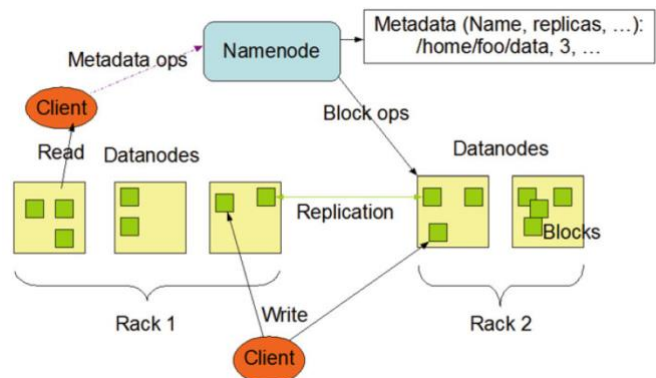 Metadata (Name, replicas, …):
/home/foo/data, 3, …
Namenode
Metadata ops
Client
Block ops
Read
Datanodes
Datanodes
Replication
Blocks
Rack 1
Write
Rack 2
Client